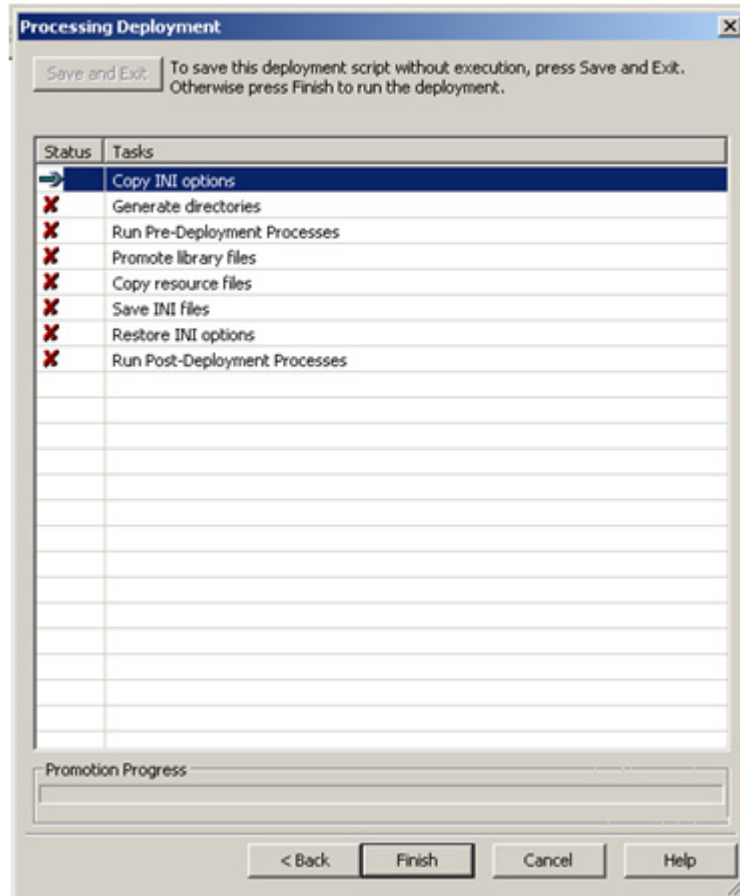 Processing Deployment
Save and Exit
To save this deployment script without execution, press Save and Exit.
Otherwise press Finish to run the deployment.
Status Tasks
Copy INI options
Generate directories
Run Pre-Deployment Processes
Promote library files
Copy resource files
Save INI files
Restore INI options
Run Post-Deployment Processes
Promotion Progress
< Back Finish Cancel Help